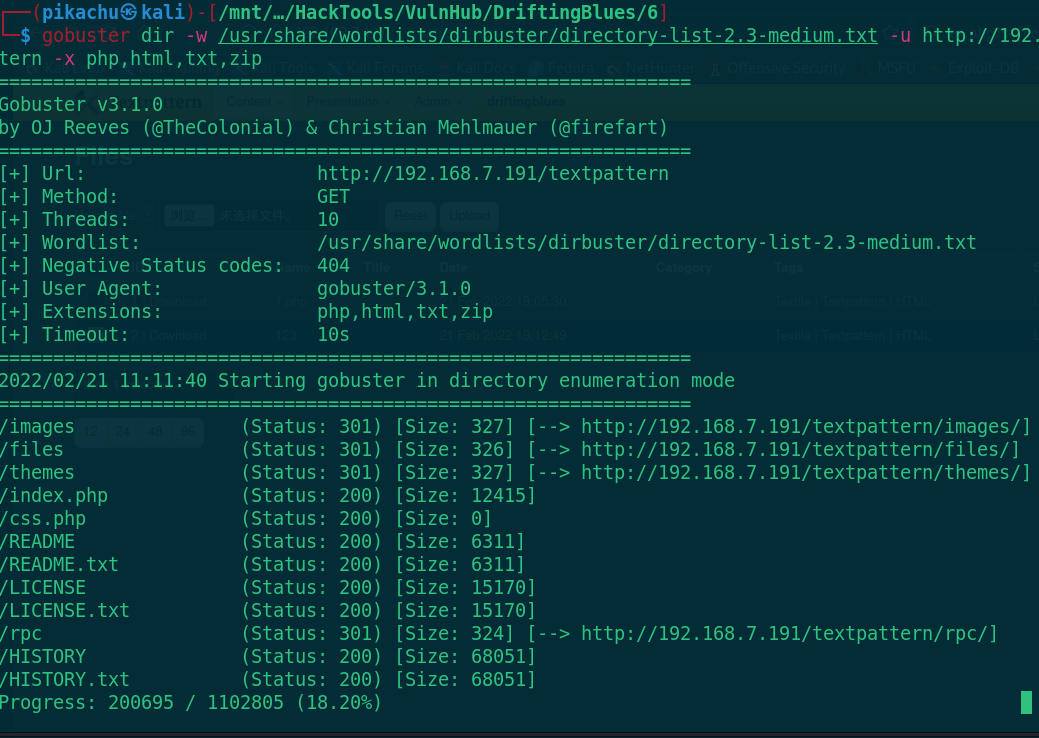 ┌──(pikachu㉿kali)-[/mnt/…/HackTools/VulnHub/DriftingBlues/6]
└─$ gobuster dir -w /usr/share/wordlists/dirbuster/directory-list-2.3-medium.txt -u http://192.
tern -x php,html,txt,zip
===============================================================
Gobuster v3.1.0
by OJ Reeves (@TheColonial) & Christian Mehlmauer (@firefart)
===============================================================
[+] Url: http://192.168.7.191/textpattern
[+] Method: GET
[+] Threads: 10
[+] Wordlist: /usr/share/wordlists/dirbuster/directory-list-2.3-medium.txt
[+] Negative Status codes: 404
[+] User Agent: gobuster/3.1.0
[+] Extensions: php,html,txt,zip
[+] Timeout: 10s
===============================================================
2022/02/21 11:11:40 Starting gobuster in directory enumeration mode
===============================================================
/images (Status: 301) [Size: 327] [--> http://192.168.7.191/textpattern/images/]
/files (Status: 301) [Size: 326] [--> http://192.168.7.191/textpattern/files/]
/themes (Status: 301) [Size: 327] [--> http://192.168.7.191/textpattern/themes/]
/index.php (Status: 200) [Size: 12415]
/css.php (Status: 200) [Size: 0]
/README (Status: 200) [Size: 6311]
/README.txt (Status: 200) [Size: 6311]
/LICENSE (Status: 200) [Size: 15170]
/LICENSE.txt (Status: 200) [Size: 15170]
/rpc (Status: 301) [Size: 324] [--> http://192.168.7.191/textpattern/rpc/]
/HISTORY (Status: 200) [Size: 68051]
/HISTORY.txt (Status: 200) [Size: 68051]
Progress: 200695 / 1102805 (18.20%)